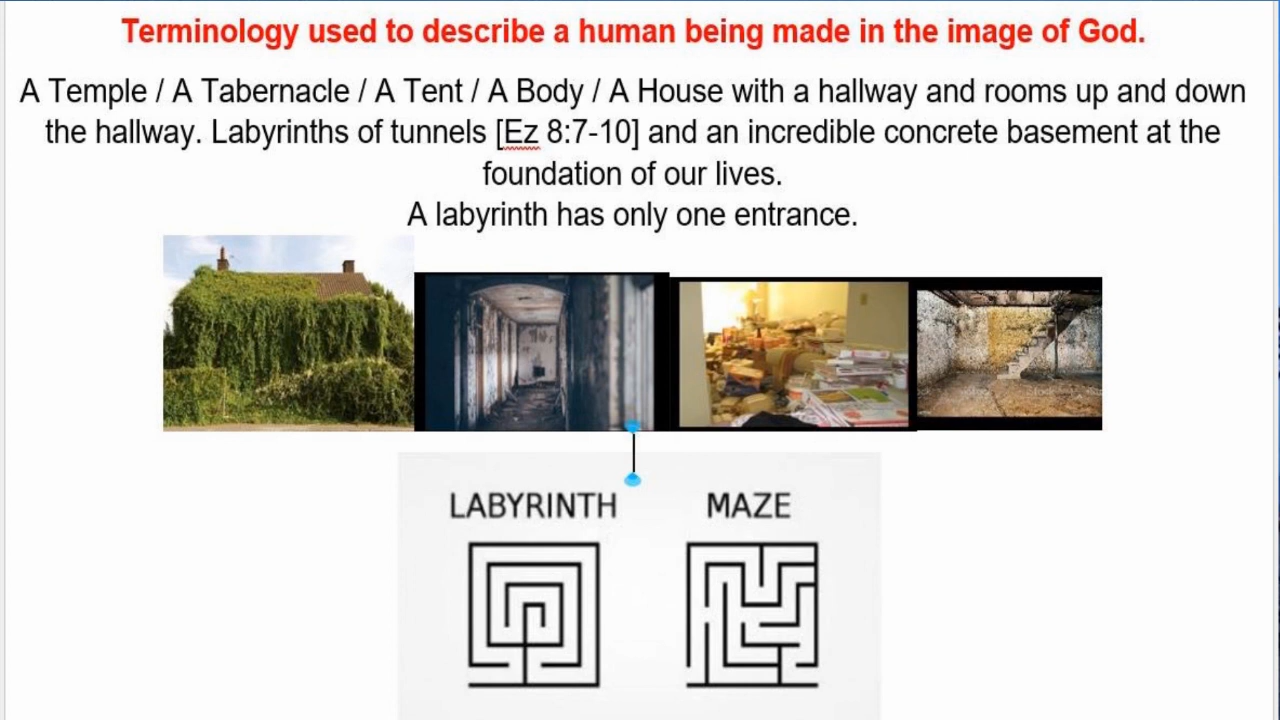 Terminology used to describe a human being made in the image of God.
A Temple / A Tabernacle / A Tent / A Body / A House with a hallway and rooms up and down
the hallway. Labyrinths of tunnels [Ez 8:7-10] and an incredible concrete basement at the
foundation of our lives.
A labyrinth has only one entrance.
LABYRINTH MAZE